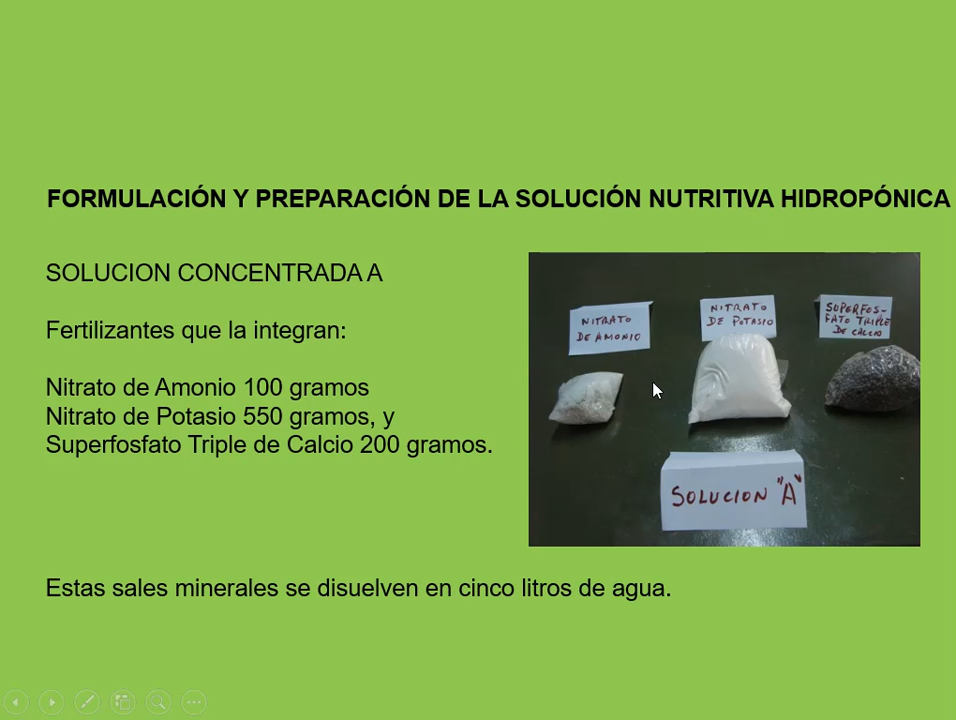 FORMULACIÓN Y PREPARACIÓN DE LA SOLUCIÓN NUTRITIVA HIDROPÓNICA
SOLUCION CONCENTRADA A
Fertilizantes que la integran:
Nitrato de Amonio 100 gramos
Nitrato de Potasio 550 gramos, y
Superfosfato Triple de Calcio 200 gramos.
NITRATO
DE AMONIO
NITRATO
DE POTASIO
SUPERFOS-
FATO TRIPLE
DE CALCIO
SOLUCION "A"
Estas sales minerales se disuelven en cinco litros de agua.